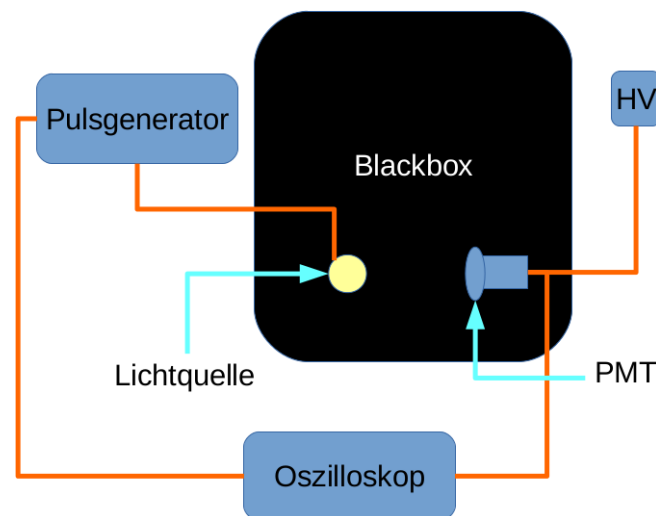 HV
Pulsgenerator
Blackbox
Lichtquelle
PMT
Oszilloskop